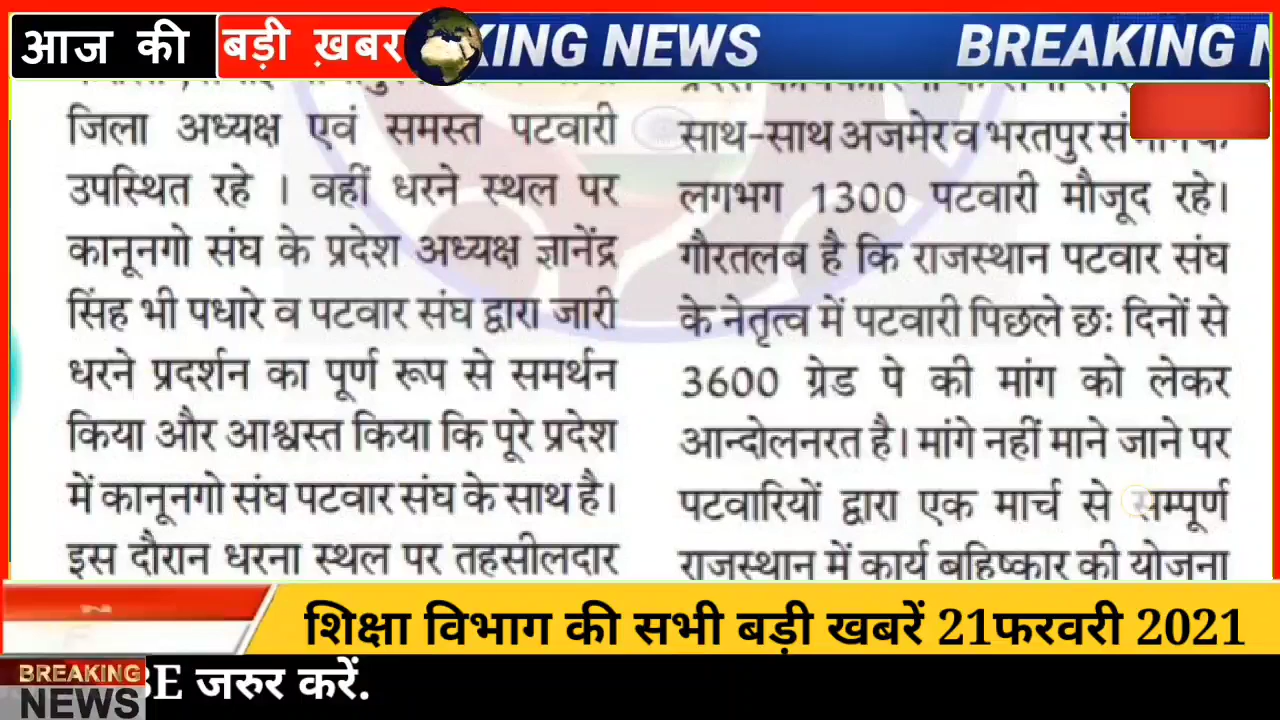 आज की बड़ी ख़बर
KING NEWS BREAKING N
जिला अध्यक्ष एवं समस्त पटवारी
उपस्थित रहे । वहीं धरने स्थल पर
कानूनगो संघ के प्रदेश अध्यक्ष ज्ञानेंद्र
सिंह भी पधारे व पटवार संघ द्वारा जारी
धरने प्रदर्शन का पूर्ण रूप से समर्थन
किया और आश्वस्त किया कि पूरे प्रदेश
में कानूनगो संघ पटवार संघ के साथ है।
इस दौरान धरना स्थल पर तहसीलदार
साथ-साथ अजमेर व भरतपुर
लगभग 1300 पटवारी मौजूद रहे।
गौरतलब है कि राजस्थान पटवार संघ
के नेतृत्व में पटवारी पिछले छः दिनों से
3600 ग्रेड पे की मांग को लेकर
आन्दोलनरत है। मांगे नहीं माने जाने पर
पटवारियों द्वारा एक मार्च से सम्पूर्ण
राजस्थान में कार्य बहिष्कार की योजना
शिक्षा विभाग की सभी बड़ी खबरें 21फरवरी 2021
BREAKING
NEWS
BE जरुर करें.